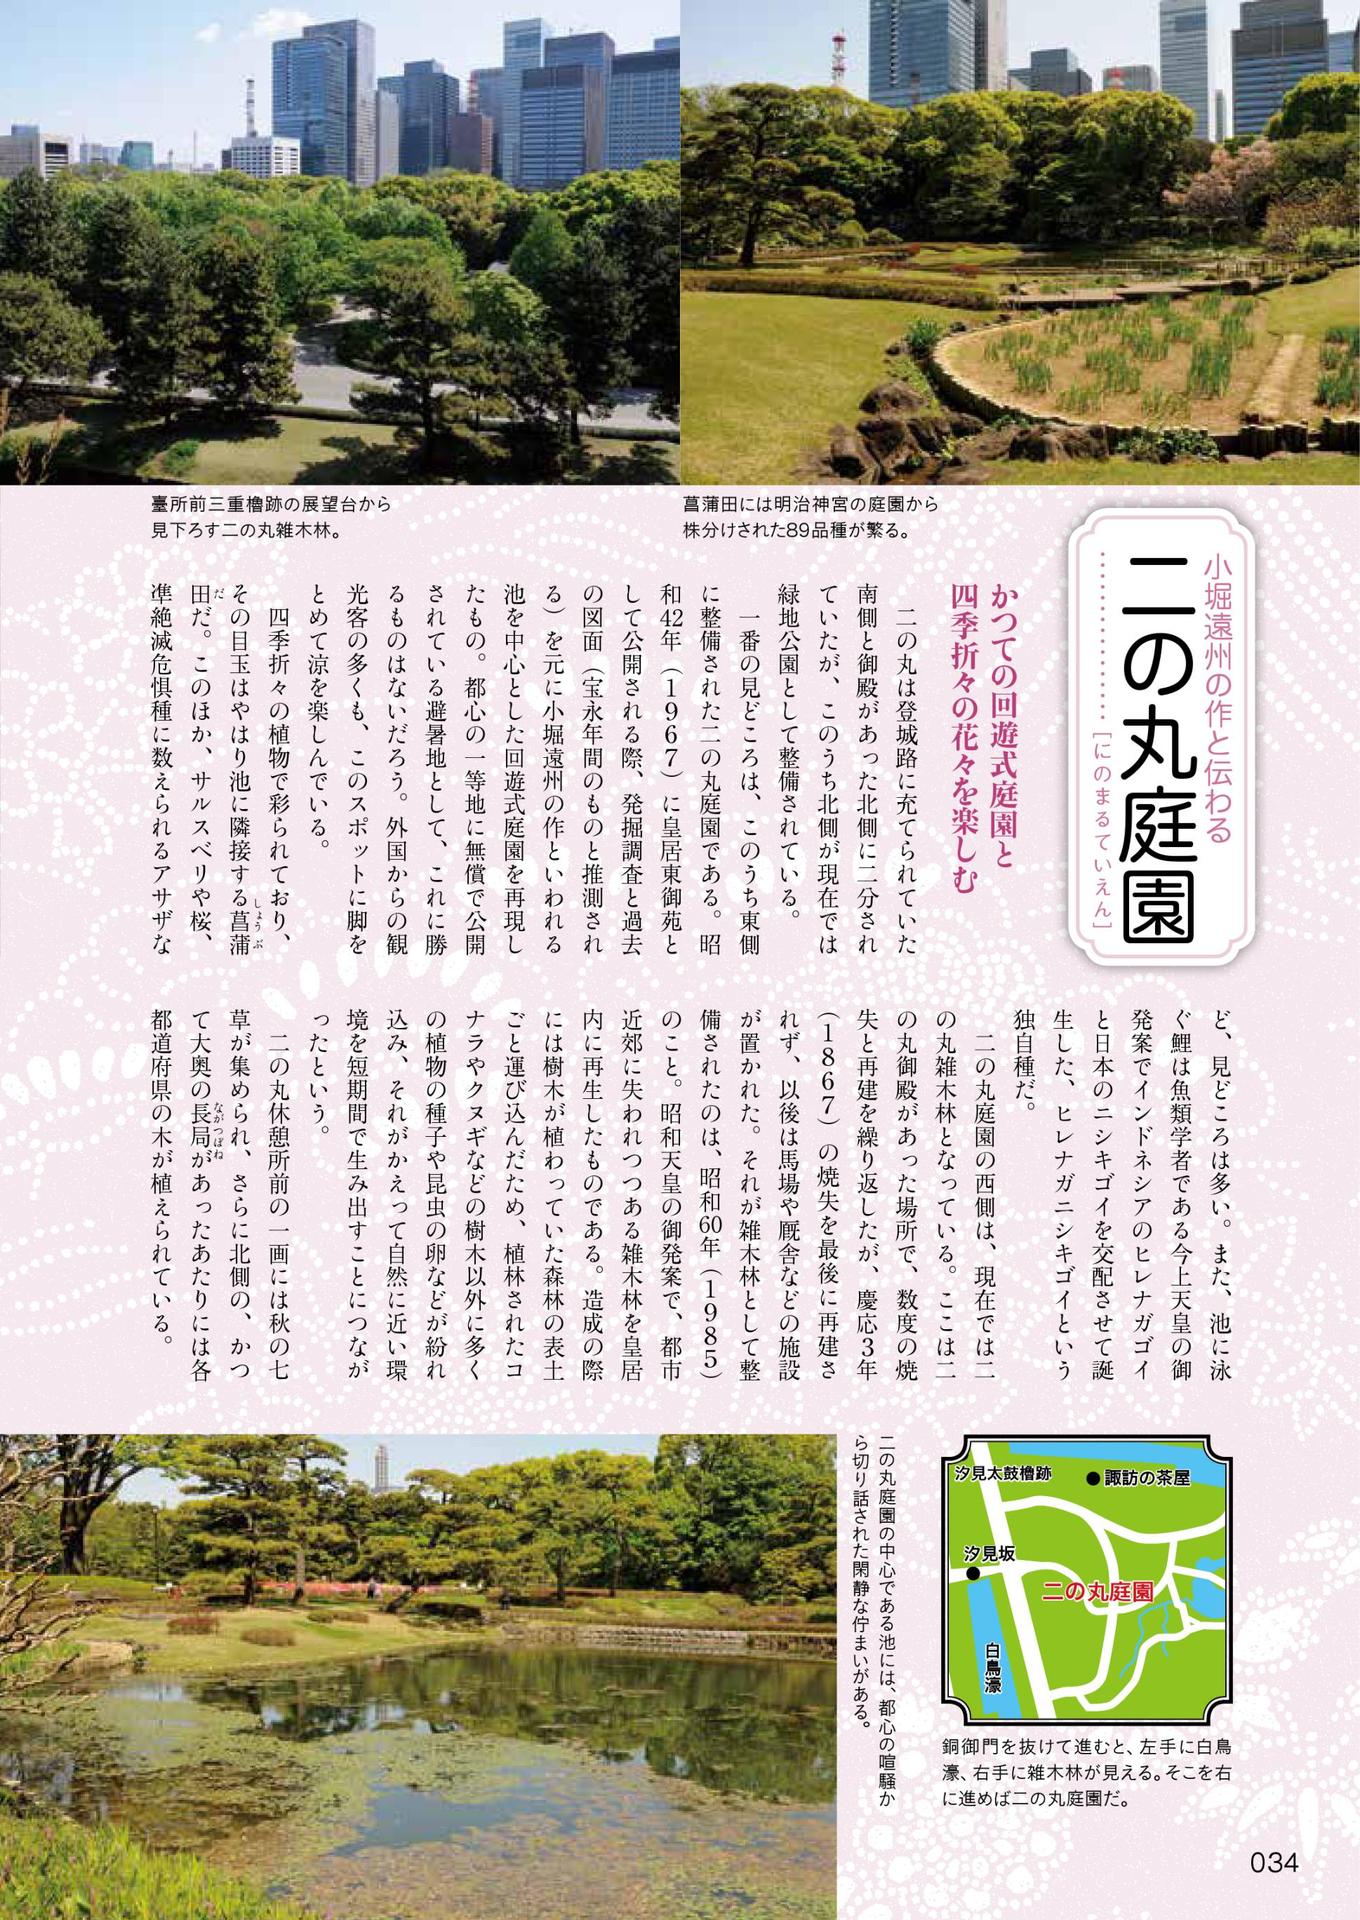 臺所前三重櫓跡の展望台から
見下ろす二の丸雑木林。
菖蒲田には明治神宮の庭園から
株分けされた89品種が繁る。
小堀遠州の作と伝わる
二の丸庭園
[にのまるていえん]
かつての回遊式庭園と
四季折々の花々を楽しむ
二の丸は登城路に充てられていた
南側と御殿があった北側に二分され
ていたが、このうち北側が現在では
緑地公園として整備されている。
一番の見どころは、このうち東側
に整備された二の丸庭園である。昭
和42年（1967）に皇居東御苑と
して公開される際、発掘調査と過去
の図面（宝永年間のものと推測され
る）を元に小堀遠州の作といわれる
池を中心とした回遊式庭園を再現し
たもの。都心の一等地に無償で公開
されている避暑地として、これに勝
るものはないだろう。外国からの観
光客の多くも、このスポットに脚を
とめて涼を楽しんでいる。
四季折々の植物で彩られており、
その目玉はやはり池に隣接する菖蒲
しょうぶ
田だ。このほか、サルスベリや桜、
だ
準絶滅危惧種に数えられるアサザな
ど、見どころは多い。また、池に泳
ぐ鯉は魚類学者である今上天皇の御
発案でインドネシアのヒレナガゴイ
と日本のニシキゴイを交配させて誕
生した、ヒレナガニシキゴイという
独自種だ。
二の丸庭園の西側は、現在では二
の丸雑木林となっている。ここは二
の丸御殿があった場所で、数度の焼
失と再建を繰り返したが、慶応3年
（1867）の焼失を最後に再建さ
れず、以後は馬場や厩舎などの施設
が置かれた。それが雑木林として整
備されたのは、昭和60年（1985）
のこと。昭和天皇の御発案で、都市
近郊に失われつつある雑木林を皇居
内に再生したものである。造成の際
には樹木が植わっていた森林の表土
ごと運び込んだため、植林されたコ
ナラやクヌギなどの樹木以外に多く
の植物の種子や昆虫の卵などが紛れ
込み、それがかえって自然に近い環
境を短期間で生み出すことにつなが
ったという。
二の丸休憩所前の一画には秋の七
草が集められ、さらに北側の、かつ
て大奥の長局があったあたりには各
ながつぼね
都道府県の木が植えられている。
二の丸庭園の中心である池には、都心の喧騒か
ら切り話された閑静な佇まいがある。
汐見太鼓櫓跡
諏訪の茶屋
汐見坂
二の丸庭園
白鳥濠
銅御門を抜けて進むと、左手に白鳥
濠、右手に雑木林が見える。そこを右
に進めば二の丸庭園だ。
034